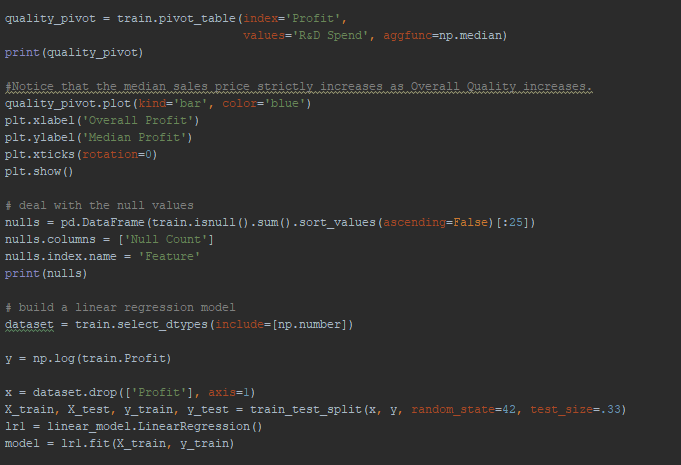 quality_pivot = train.pivot_table(index='Profit',
                                  values='R&D Spend', aggfunc=np.median)
print(quality_pivot)

#Notice that the median sales price strictly increases as Overall Quality increases.
quality_pivot.plot(kind='bar', color='blue')
plt.xlabel('Overall Profit')
plt.ylabel('Median Profit')
plt.xticks(rotation=0)
plt.show()

# deal with the null values
nulls = pd.DataFrame(train.isnull().sum().sort_values(ascending=False)[:25])
nulls.columns = ['Null Count']
nulls.index.name = 'Feature'
print(nulls)

# build a linear regression model
dataset = train.select_dtypes(include=[np.number])

y = np.log(train.Profit)

x = dataset.drop(['Profit'], axis=1)
X_train, X_test, y_train, y_test = train_test_split(x, y, random_state=42, test_size=.33)
lr1 = linear_model.LinearRegression()
model = lr1.fit(X_train, y_train)